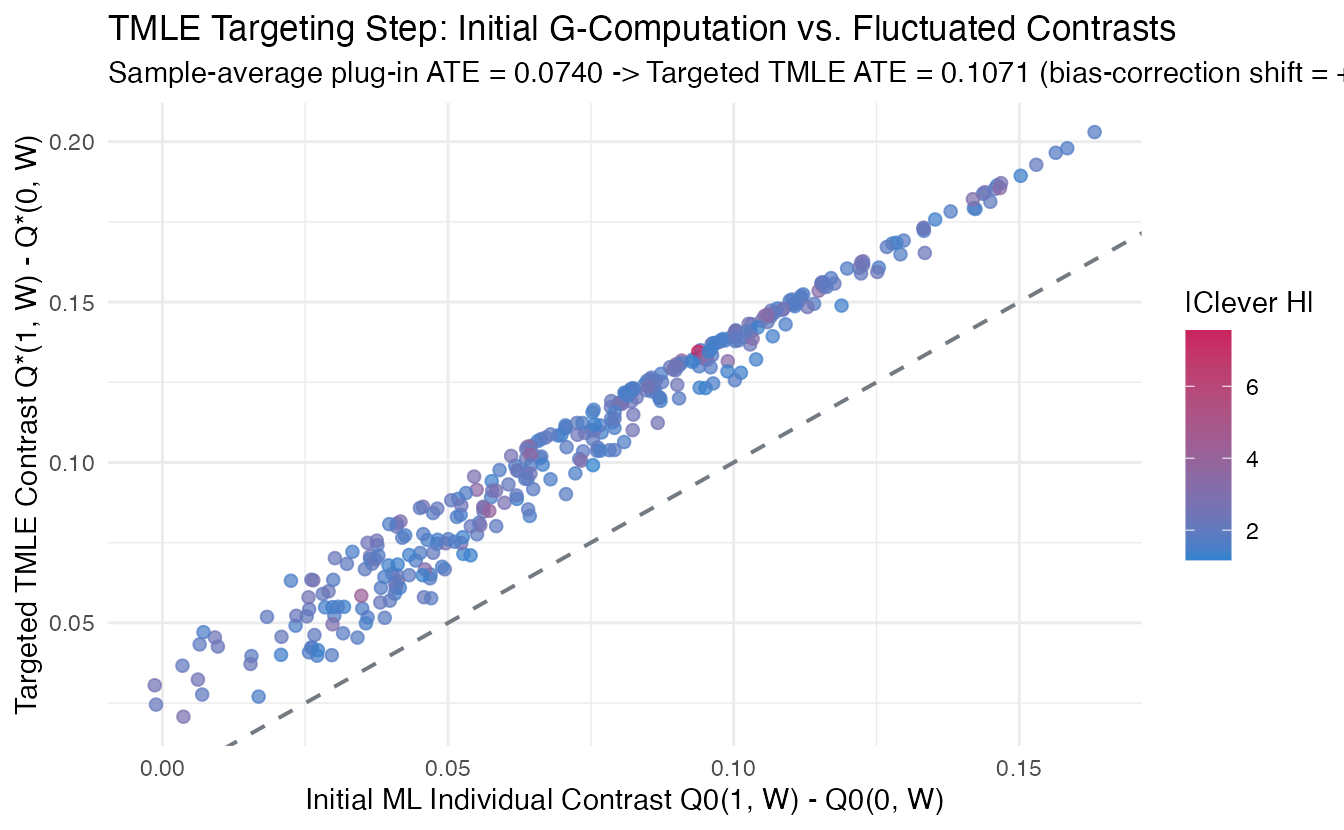 TMLE Targeting Step: Initial G-Computation vs. Fluctuated Contrasts
Sample-average plug-in ATE = 0.0740 -> Targeted TMLE ATE = 0.1071 (bias-correction shift = +
Targeted TMLE Contrast Q*(1, W) - Q*(0, W)
0.20
0.15
0.10
0.05
0.00
0.05
0.10
0.15
Initial ML Individual Contrast Q0(1, W) - Q0(0, W)
|Clever H|
6
4
2